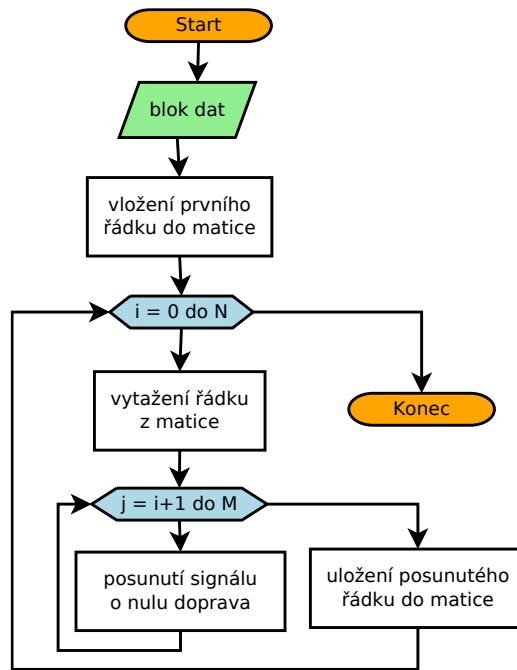 Start
blok dat
vložení prvního
řádku do matice
i = 0 do N
vytažení řádku
z matice
Konec
j = i+1 do M
posunutí signálu
o nulu doprava
uložení posunutého
řádku do matice